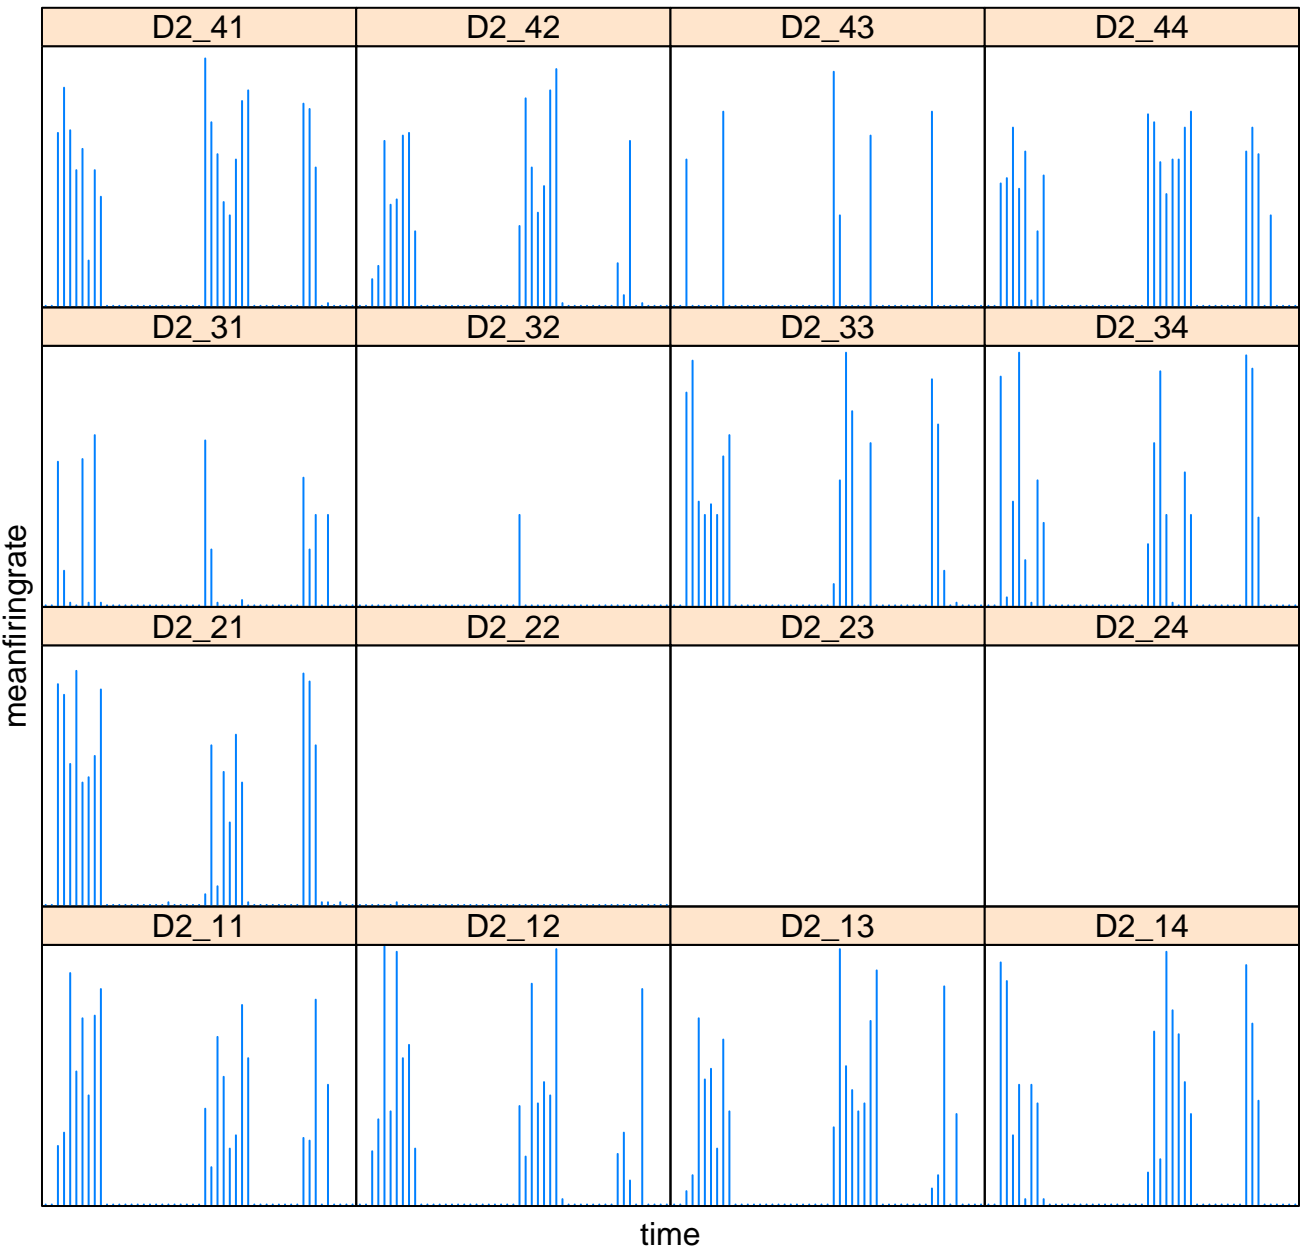 D2_41 D2_42 D2_43 D2_44
D2_31 D2_32 D2_33 D2_34
D2_21 D2_22 D2_23 D2_24
D2_11 D2_12 D2_13 D2_14
meanfiringrate
time